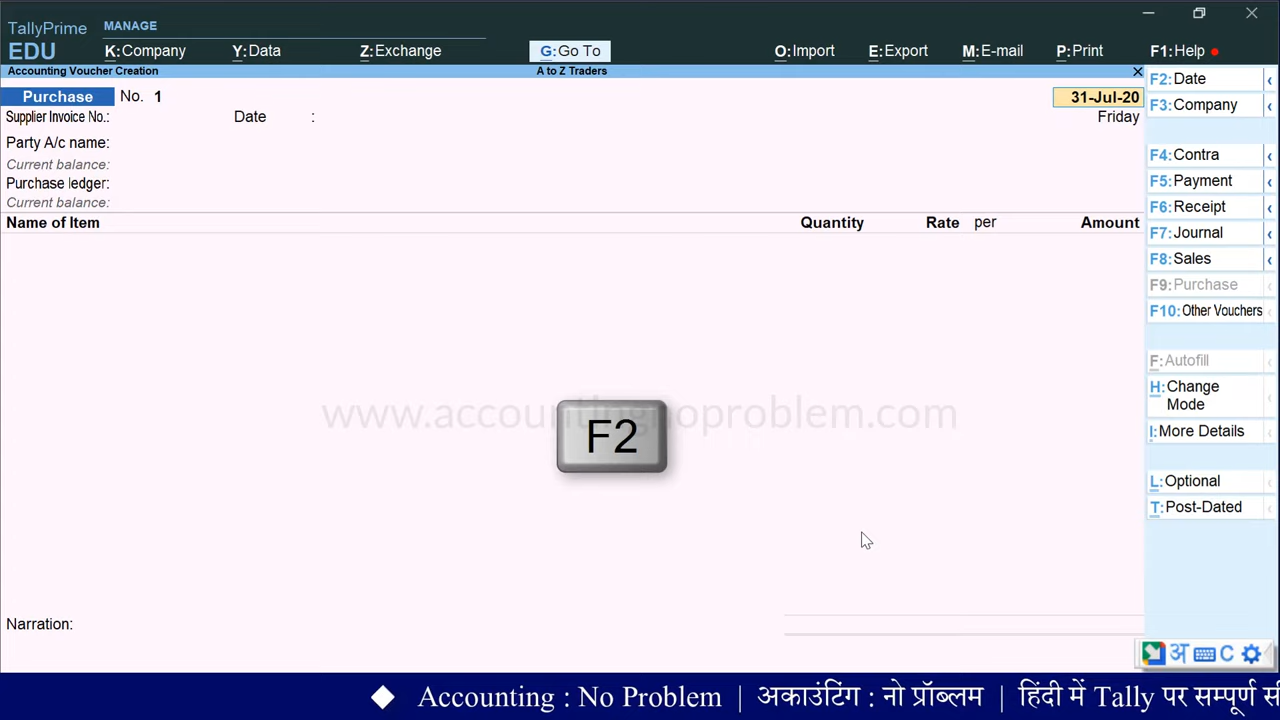 TallyPrime
MANAGE
EDU
K:Company
Y:Data
Z:Exchange
G:Go To
O:Import
E:Export
M:E-mail
P:Print
F1:Help
Accounting Voucher Creation
A to Z Traders
Purchase No. 1
31-Jul-20
Supplier Invoice No.:
Date :
Friday
Party A/c name:
Current balance:
Purchase ledger:
Current balance:
Name of Item
Quantity
Rate per
Amount
www.accountingnoproblem.com
F2
Narration:
F2:Date
F3:Company
F4:Contra
F5:Payment
F6:Receipt
F7:Journal
F8:Sales
F9:Purchase
F10:Other Vouchers
F:Autofill
H:Change
Mode
I:More Details
L:Optional
T:Post-Dated
अ C
Accounting : No Problem | अकाउंटिंग : नो प्रॉब्लम | हिंदी में Tally पर सम्पूर्ण